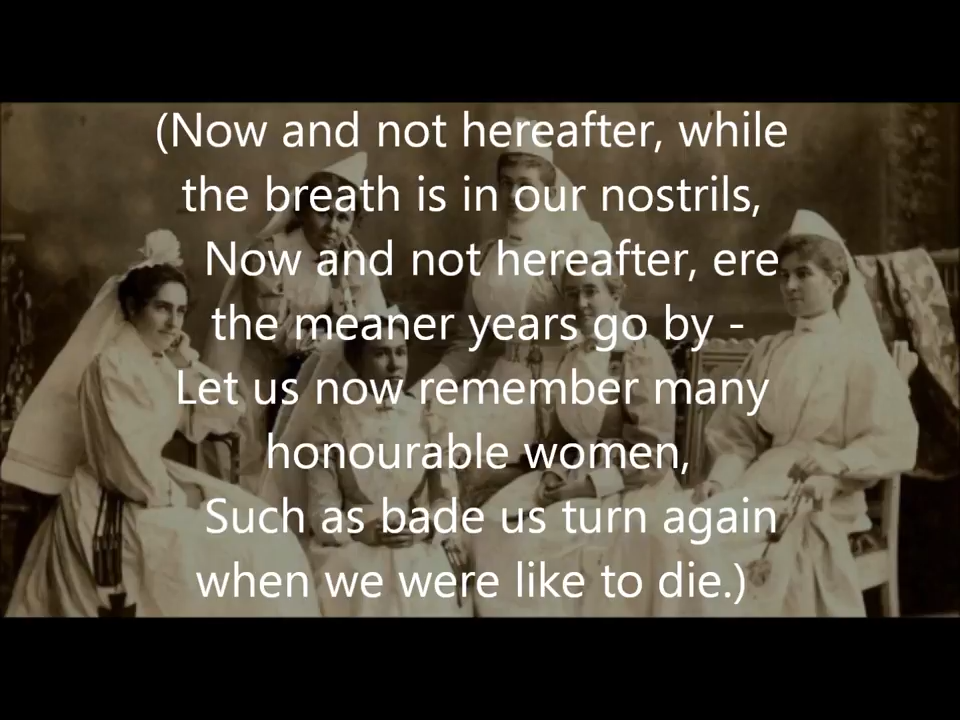 (Now and not hereafter, while
the breath is in our nostrils,
Now and not hereafter, ere
the meaner years go by -
Let us now remember many
honourable women,
Such as bade us turn again
when we were like to die.)